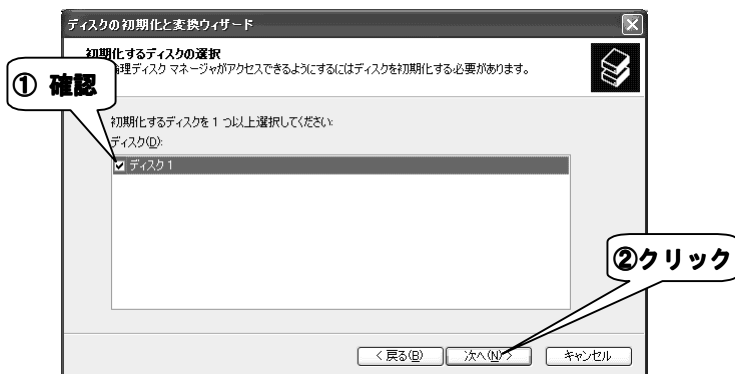 ディスクの初期化と変換ウィザード
初期化するディスクの選択
理ディスク マネージャがアクセスできるようにするにはディスクを初期化する必要があります。
① 確認
初期化するディスクを 1 つ以上選択してください:
ディスク(D):
ディスク 1
②クリック
< 戻る(B)
次へ(N) >
キャンセル